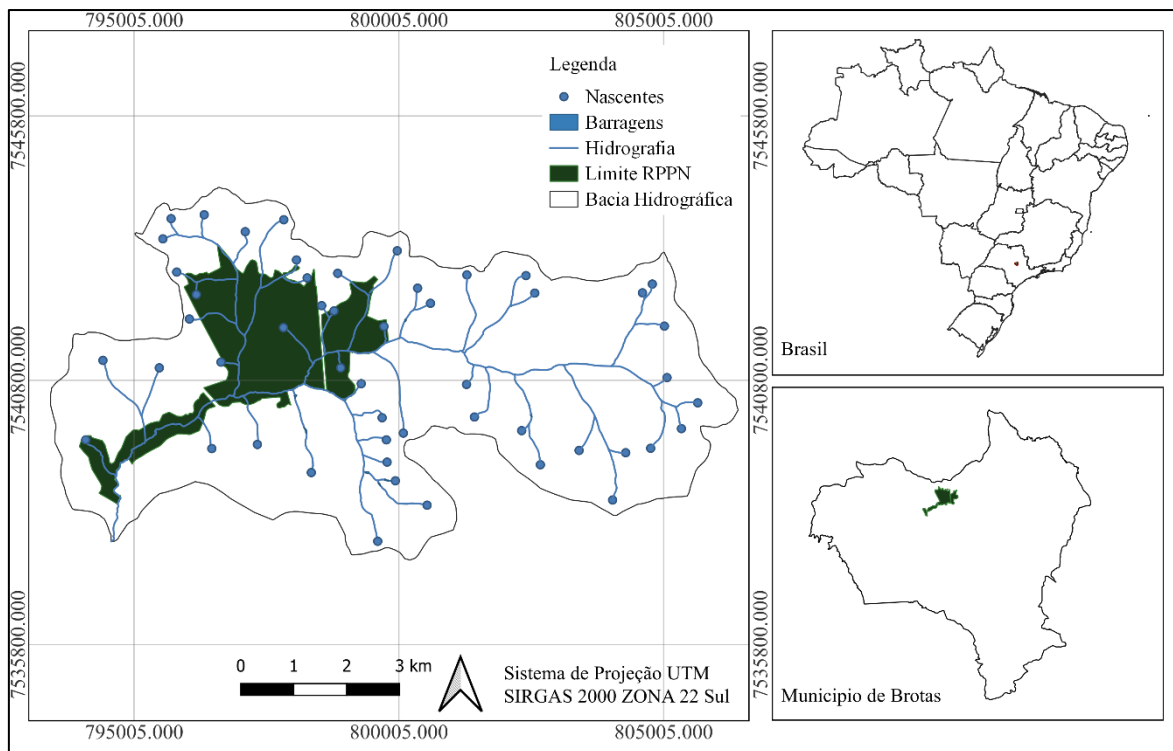 795005.000
800005.000
805005.000
7545800.000
7540800.000
7535800.000
Legenda
Nascentes
Barragens
Hidrografia
Limite RPPN
Bacia Hidrográfica
0 1 2 3 km
Sistema de Projeção UTM
SIRGAS 2000 ZONA 22 Sul
795005.000
800005.000
805005.000
7545800.000
7540800.000
7535800.000
Brasil
Municipio de Brotas